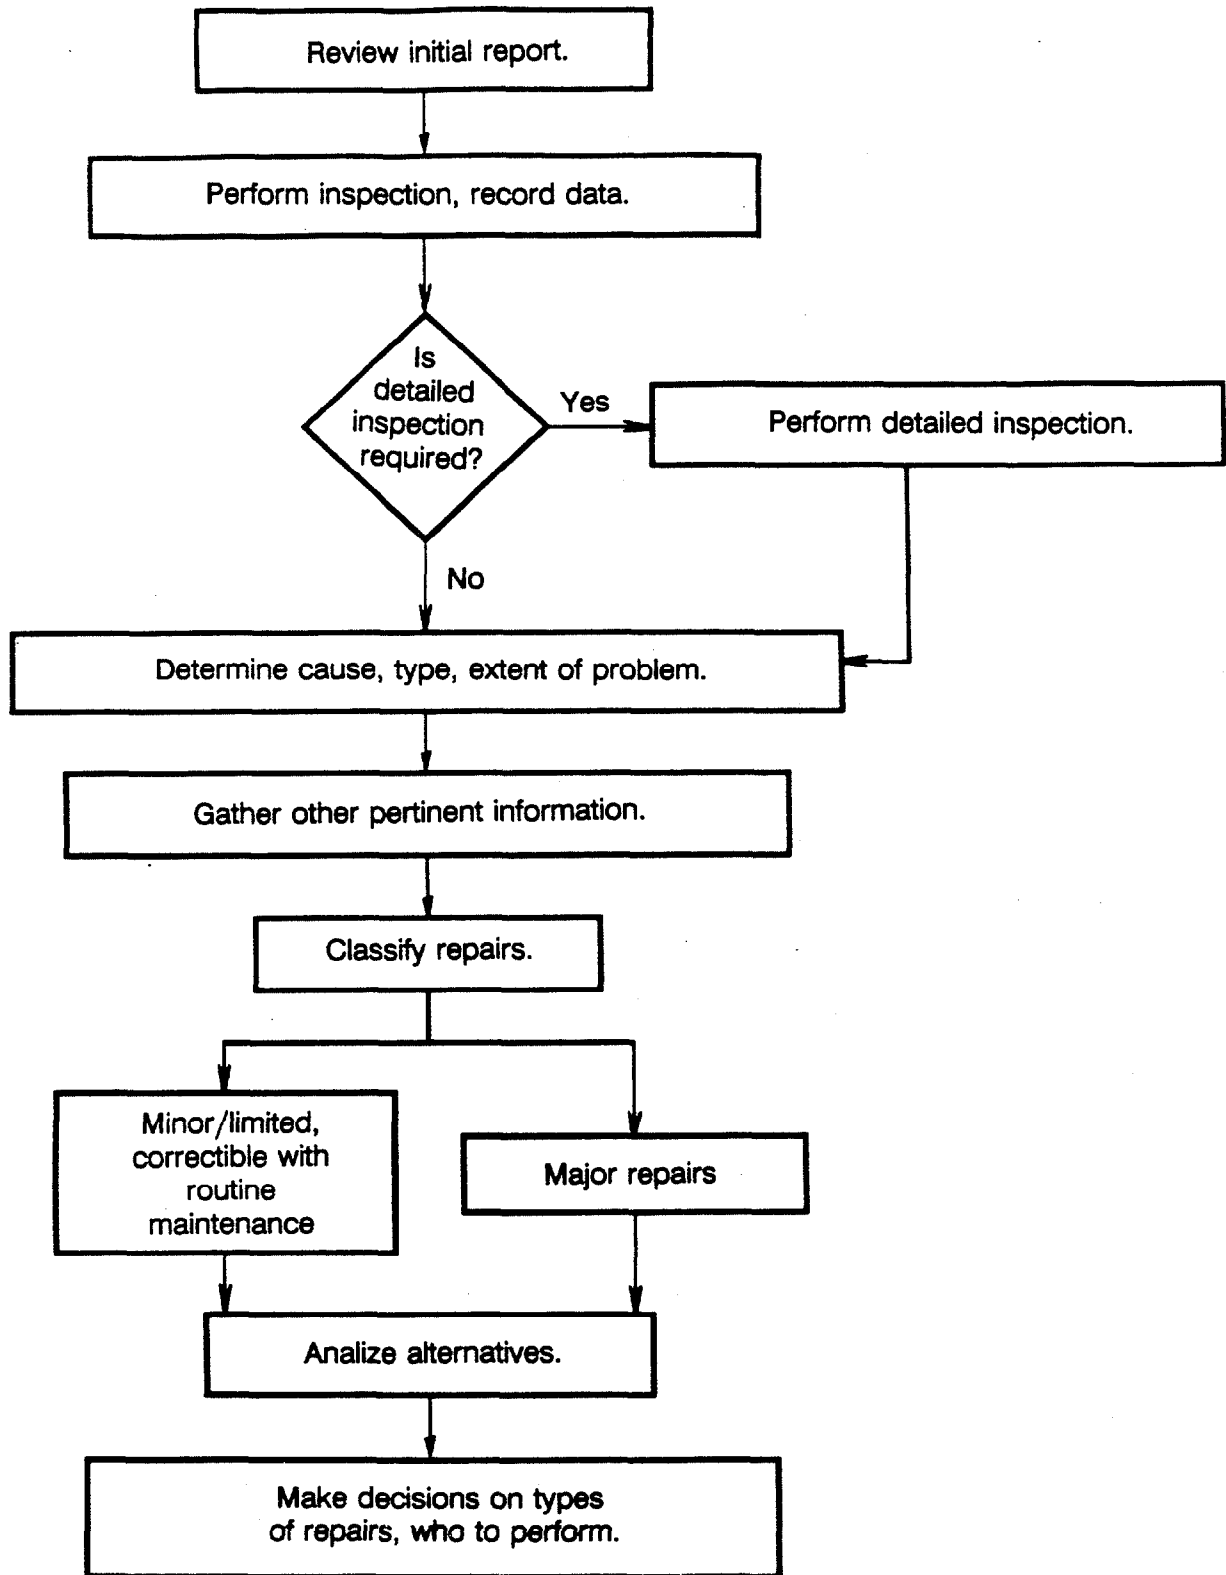 Review initial report.
Perform inspection, record data.
Is
detailed
inspection
required?
Yes
Perform detailed inspection.
No
Determine cause, type, extent of problem.
Gather other pertinent information.
Classify repairs.
Minor/limited,
correctible with
routine
maintenance
Major repairs
Analize alternatives.
Make decisions on types
of repairs, who to perform.